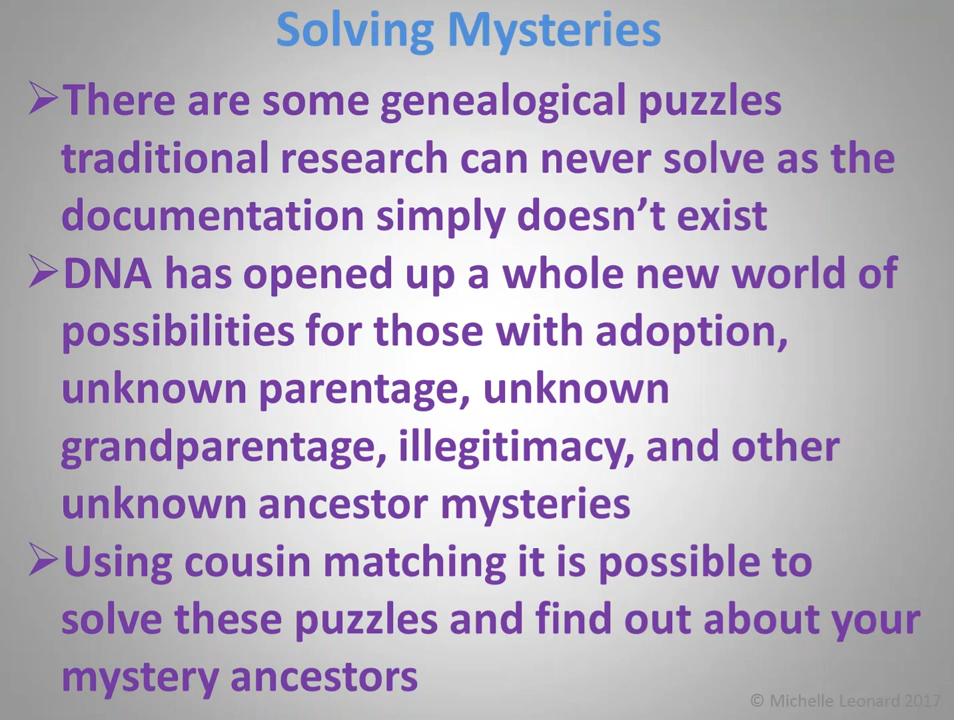 Solving Mysteries
➢There are some genealogical puzzles
traditional research can never solve as the
documentation simply doesn’t exist
➢DNA has opened up a whole new world of
possibilities for those with adoption,
unknown parentage, unknown
grandparentage, illegitimacy, and other
unknown ancestor mysteries
➢Using cousin matching it is possible to
solve these puzzles and find out about your
mystery ancestors
© Michelle Leonard 2017